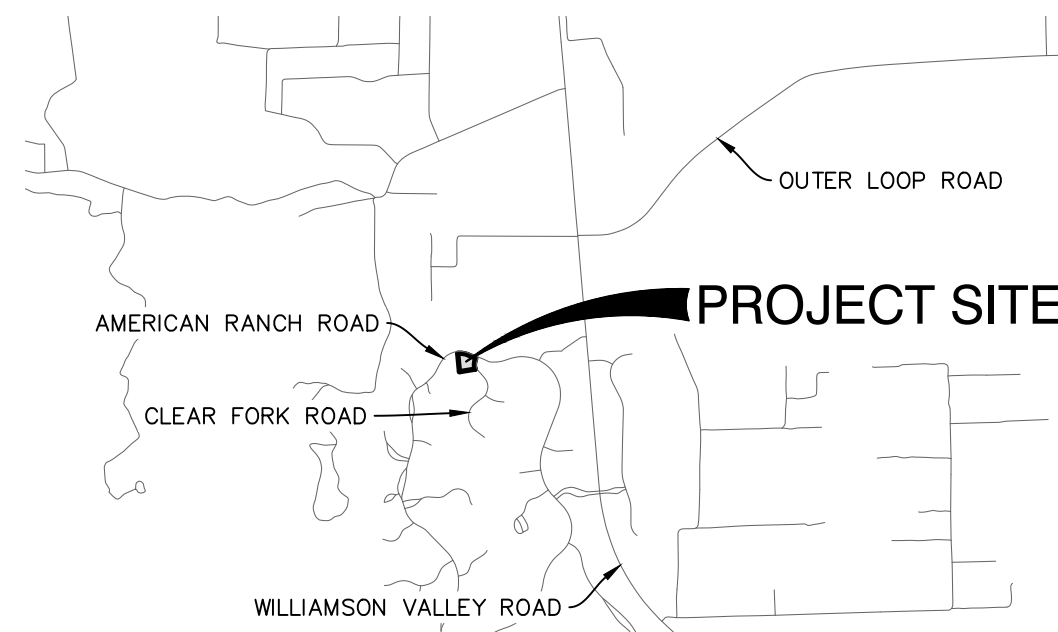 OUTER LOOP ROAD
PROJECT SITE
AMERICAN RANCH ROAD
CLEAR FORK ROAD
WILLIAMSON VALLEY ROAD